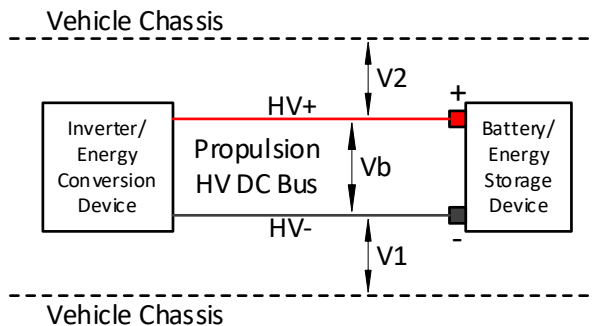 Vehicle Chassis
V2
HV+
+
Inverter/
Energy
Conversion
Device
Propulsion
HV DC Bus
Vb
Battery/
Energy
Storage
Device
HV-
-
V1
Vehicle Chassis